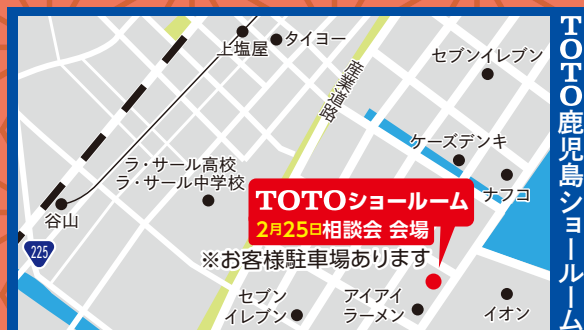 上塩屋
タイヨー
セブンイレブン
産業道路
ケーズデンキ
ナフコ
ラ・サール高校
ラ・サール中学校
谷山
225
TOTOショールーム
2月25日相談会 会場
※お客様駐車場あります
セブン
イレブン
アイアイ
ラーメン
イオン
TOTO鹿児島ショールーム